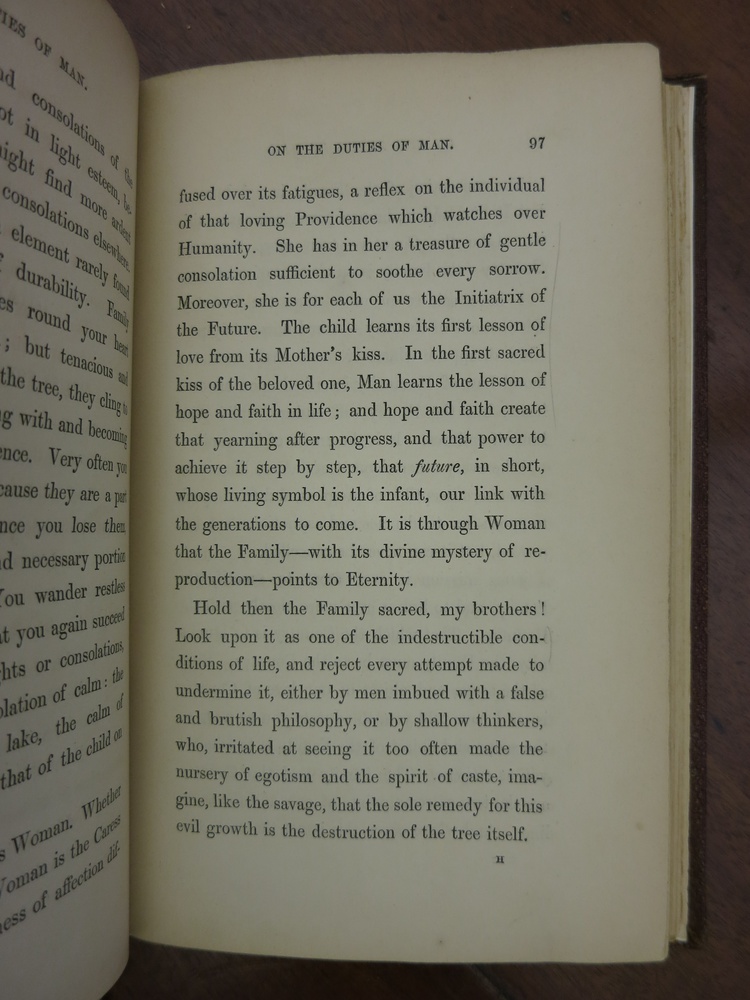 TIES OF MAN.
consolations of the
in light esteem, be-
might find more ardent
consolations elsewhere.
element rarely found
durability. Family
round your heart
; but tenacious and
the tree, they cling to
with and becoming
Very often you
cause they are a part
you lose them
necessary portion
You wander restless
you again succeed
or consolations,
of calm: the
lake, the calm of
that of the child on
Woman. Whether
Woman is the Caress
of affection dif-
ON THE DUTIES OF MAN. 97
fused over its fatigues, a reflex on the individual
of that loving Providence which watches over
Humanity. She has in her a treasure of gentle
consolation sufficient to soothe every sorrow.
Moreover, she is for each of us the Initiatrix of
the Future. The child learns its first lesson of
love from its Mother's kiss. In the first sacred
kiss of the beloved one, Man learns the lesson of
hope and faith in life; and hope and faith create
that yearning after progress, and that power to
achieve it step by step, that future, in short,
whose living symbol is the infant, our link with
the generations to come. It is through Woman
that the Family—with its divine mystery of re-
production—points to Eternity.
Hold then the Family sacred, my brothers!
Look upon it as one of the indestructible con-
ditions of life, and reject every attempt made to
undermine it, either by men imbued with a false
and brutish philosophy, or by shallow thinkers,
who, irritated at seeing it too often made the
nursery of egotism and the spirit of caste, ima-
gine, like the savage, that the sole remedy for this
evil growth is the destruction of the tree itself.
H